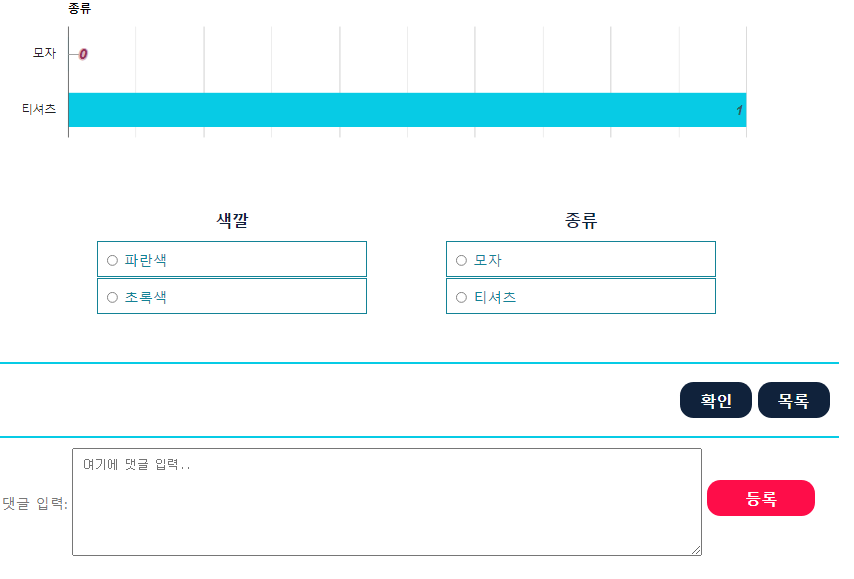 종류
모자 0
티셔츠 1
색깔
파란색
초록색
종류
모자
티셔츠
확인 목록
댓글 입력:
여기에 댓글 입력..
등록